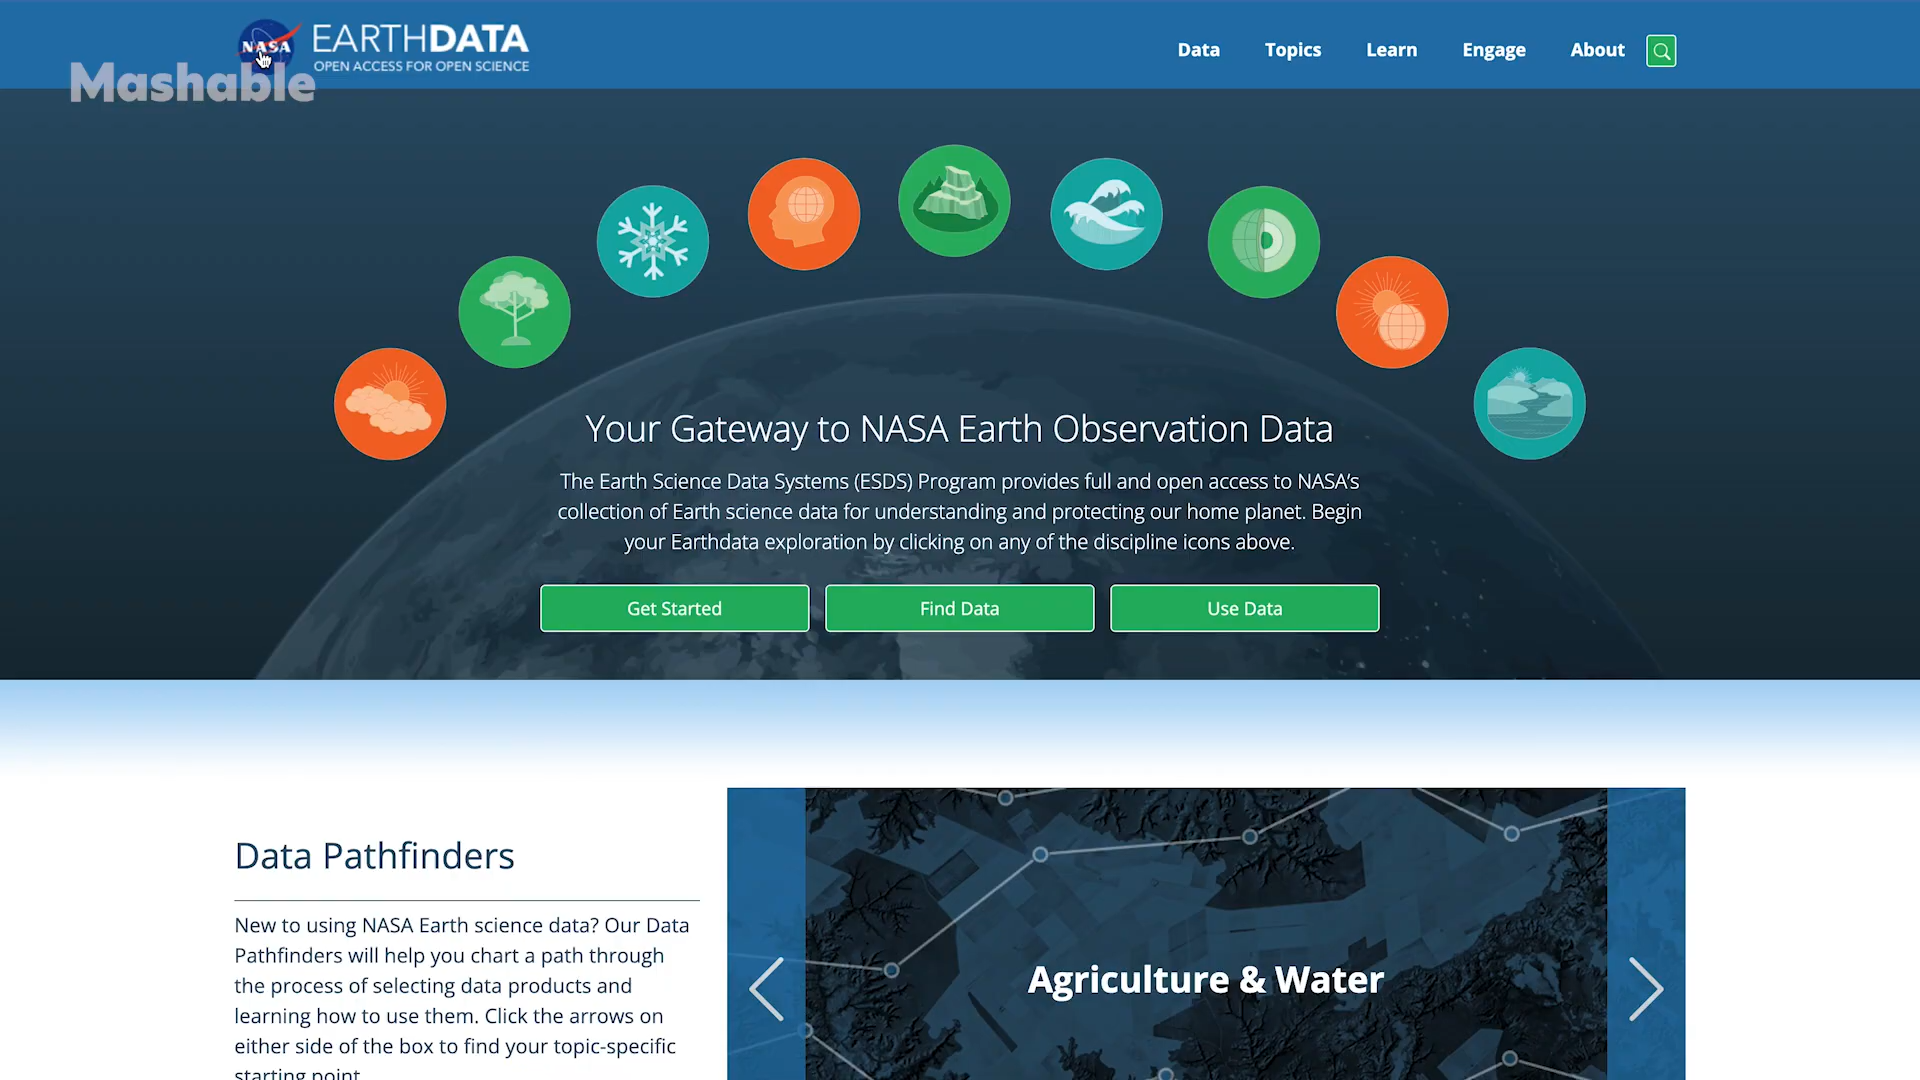 NASA
EARTHDATA
OPEN ACCESS FOR OPEN SCIENCE
Mashable
Data Topics Learn Engage About
Your Gateway to NASA Earth Observation Data
The Earth Science Data Systems (ESDS) Program provides full and open access to NASA's
collection of Earth science data for understanding and protecting our home planet. Begin
your Earthdata exploration by clicking on any of the discipline icons above.
Get Started Find Data Use Data
Data Pathfinders
New to using NASA Earth science data? Our Data
Pathfinders will help you chart a path through
the process of selecting data products and
learning how to use them. Click the arrows on
either side of the box to find your topic-specific
starting point.
Agriculture & Water